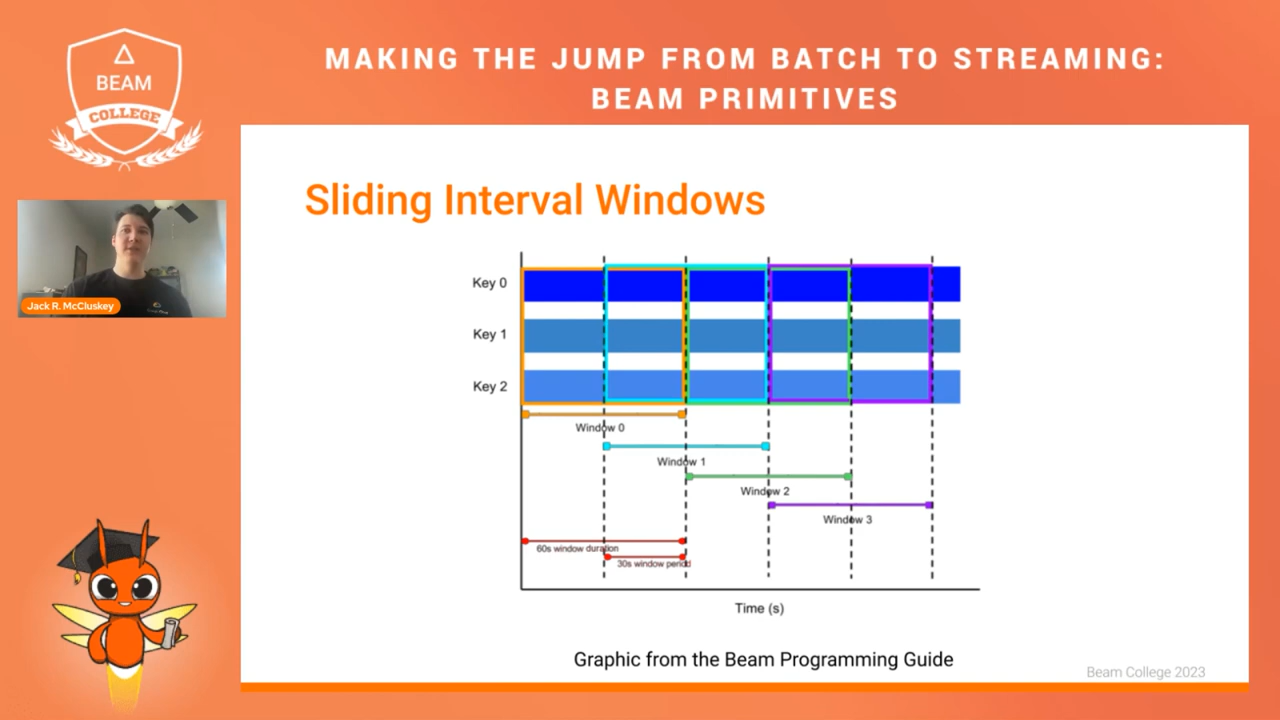 BEAM
COLLEGE
MAKING THE JUMP FROM BATCH TO STREAMING:
BEAM PRIMITIVES
Jack R. McCluskey
Sliding Interval Windows
Key 0
Key 1
Key 2
Window 0
Window 1
Window 2
Window 3
60s window duration
30s window period
Time (s)
Graphic from the Beam Programming Guide
Beam College 2023